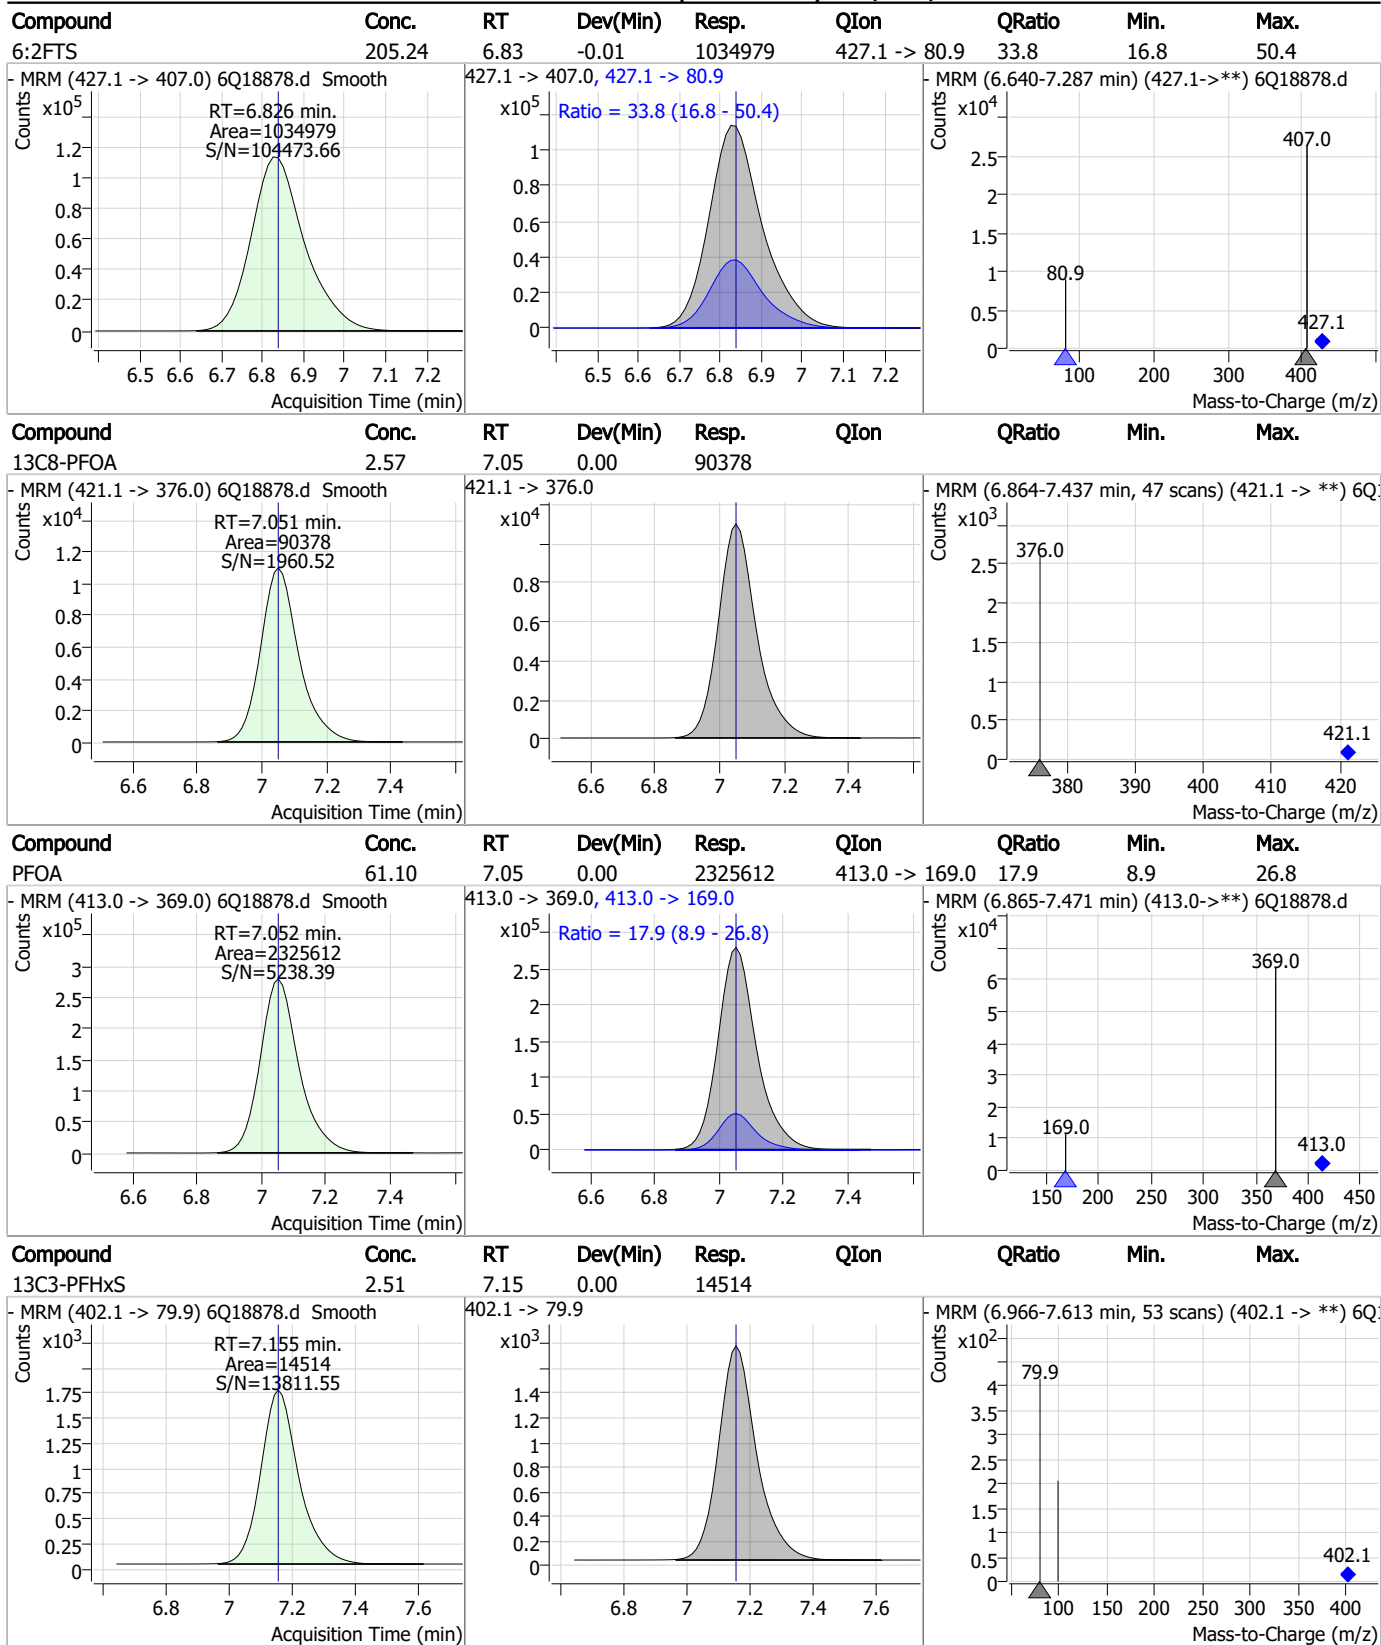 Compound Conc. RT Dev(Min) Resp. QIon QRatio Min. Max.
6:2FTS 205.24 6.83 -0.01 1034979 427.1 -> 80.9 33.8 16.8 50.4
- MRM (427.1 -> 407.0) 6Q18878.d Smooth
Counts
x10⁵
RT=6.826 min.
Area=1034979
S/N=104473.66
1.2
1
0.8
0.6
0.4
0.2
0
6.5 6.6 6.7 6.8 6.9 7 7.1 7.2
Acquisition Time (min)
427.1 -> 407.0, 427.1 -> 80.9
x10⁵
Ratio = 33.8 (16.8 - 50.4)
1
0.8
0.6
0.4
0.2
0
6.5 6.6 6.7 6.8 6.9 7 7.1 7.2
- MRM (6.640-7.287 min) (427.1->**) 6Q18878.d
Counts
x10⁴
407.0
2.5
2
1.5
1
80.9
0.5
427.1
0
100 200 300 400
Mass-to-Charge (m/z)
Compound Conc. RT Dev(Min) Resp. QIon QRatio Min. Max.
13C8-PFOA 2.57 7.05 0.00 90378
- MRM (421.1 -> 376.0) 6Q18878.d Smooth
Counts
x10⁴
RT=7.051 min.
Area=90378
S/N=1960.52
1.2
1
0.8
0.6
0.4
0.2
0
6.6 6.8 7 7.2 7.4
Acquisition Time (min)
421.1 -> 376.0
x10⁴
0.8
0.6
0.4
0.2
0
6.6 6.8 7 7.2 7.4
- MRM (6.864-7.437 min, 47 scans) (421.1 -> **) 6Q1
Counts
x10³
376.0
2.5
2
1.5
1
0.5
421.1
0
380 390 400 410 420
Mass-to-Charge (m/z)
Compound Conc. RT Dev(Min) Resp. QIon QRatio Min. Max.
PFOA 61.10 7.05 0.00 2325612 413.0 -> 169.0 17.9 8.9 26.8
- MRM (413.0 -> 369.0) 6Q18878.d Smooth
Counts
x10⁵
RT=7.052 min.
Area=2325612
S/N=5238.39
3
2.5
2
1.5
1
0.5
0
6.6 6.8 7 7.2 7.4
Acquisition Time (min)
413.0 -> 369.0, 413.0 -> 169.0
x10⁵
Ratio = 17.9 (8.9 - 26.8)
2.5
2
1.5
1
0.5
0
6.6 6.8 7 7.2 7.4
- MRM (6.865-7.471 min) (413.0->**) 6Q18878.d
Counts
x10⁴
369.0
6
5
4
3
2
169.0
1
413.0
0
150 200 250 300 350 400 450
Mass-to-Charge (m/z)
Compound Conc. RT Dev(Min) Resp. QIon QRatio Min. Max.
13C3-PFHxS 2.51 7.15 0.00 14514
- MRM (402.1 -> 79.9) 6Q18878.d Smooth
Counts
x10³
RT=7.155 min.
Area=14514
S/N=13811.55
1.75
1.5
1.25
1
0.75
0.5
0.25
0
6.8 7 7.2 7.4 7.6
Acquisition Time (min)
402.1 -> 79.9
x10³
1.4
1.2
1
0.8
0.6
0.4
0.2
0
6.8 7 7.2 7.4 7.6
- MRM (6.966-7.613 min, 53 scans) (402.1 -> **) 6Q1
Counts
x10²
79.9
4
3.5
3
2.5
2
1.5
1
0.5
402.1
0
100 150 200 250 300 350 400
Mass-to-Charge (m/z)